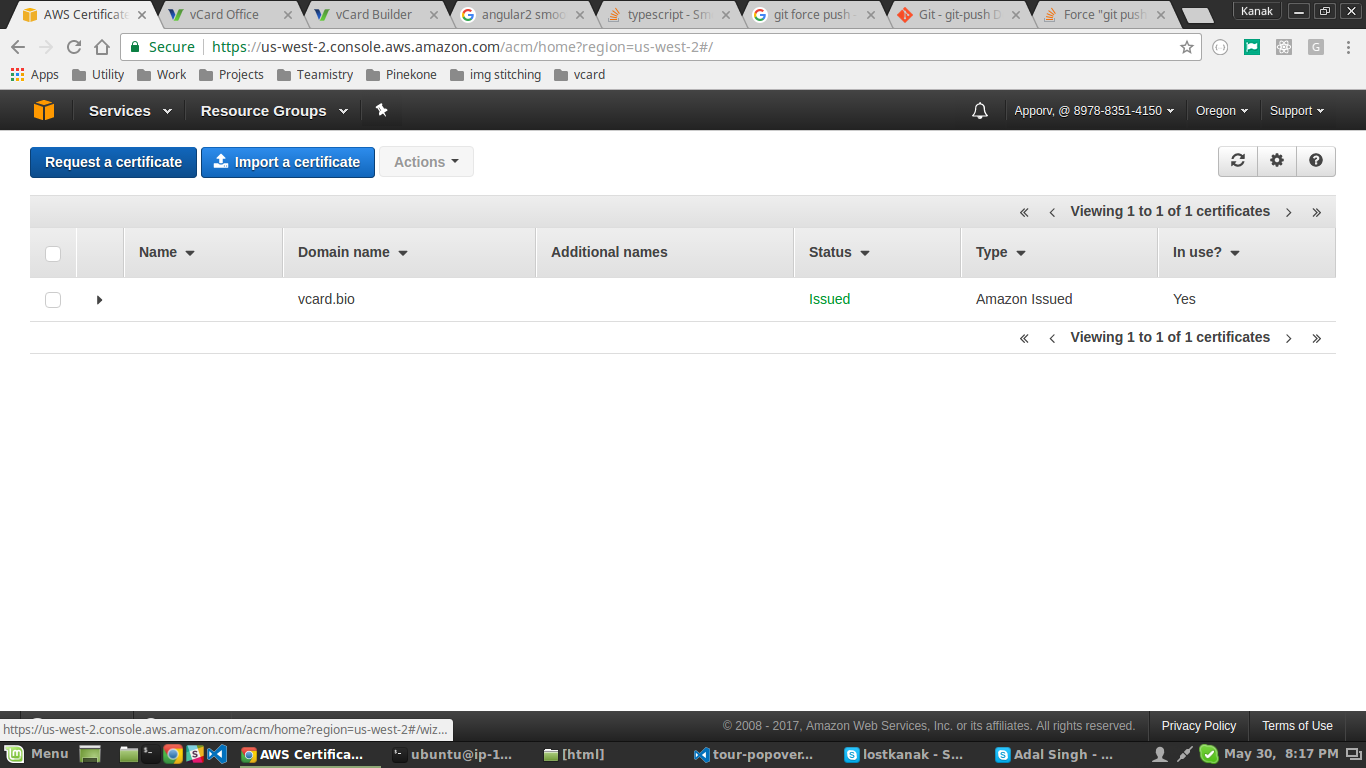 AWS Certificate vCard Office vCard Builder angular2 smoo typescript - Sm git force push - Git - git-push D Force "git push Kanak
Secure https://us-west-2.console.aws.amazon.com/acm/home?region=us-west-2#/ G
Apps Utility Work Projects Teamistry Pinekone img stitching vcard
Services Resource Groups Apporv, @ 8978-8351-4150 Oregon Support
Request a certificate Import a certificate Actions
Viewing 1 to 1 of 1 certificates
Name Domain name Additional names Status Type In use?
vcard.bio Issued Amazon Issued Yes
Viewing 1 to 1 of 1 certificates
© 2008 - 2017, Amazon Web Services, Inc. or its affiliates. All rights reserved. Privacy Policy Terms of Use
https://us-west-2.console.aws.amazon.com/acm/home?region=us-west-2#/wiz...
Menu AWS Certifica... ubuntu@ip-1... [html] tour-popover... lostkanak - S... Adal Singh - ... May 30, 8:17 PM